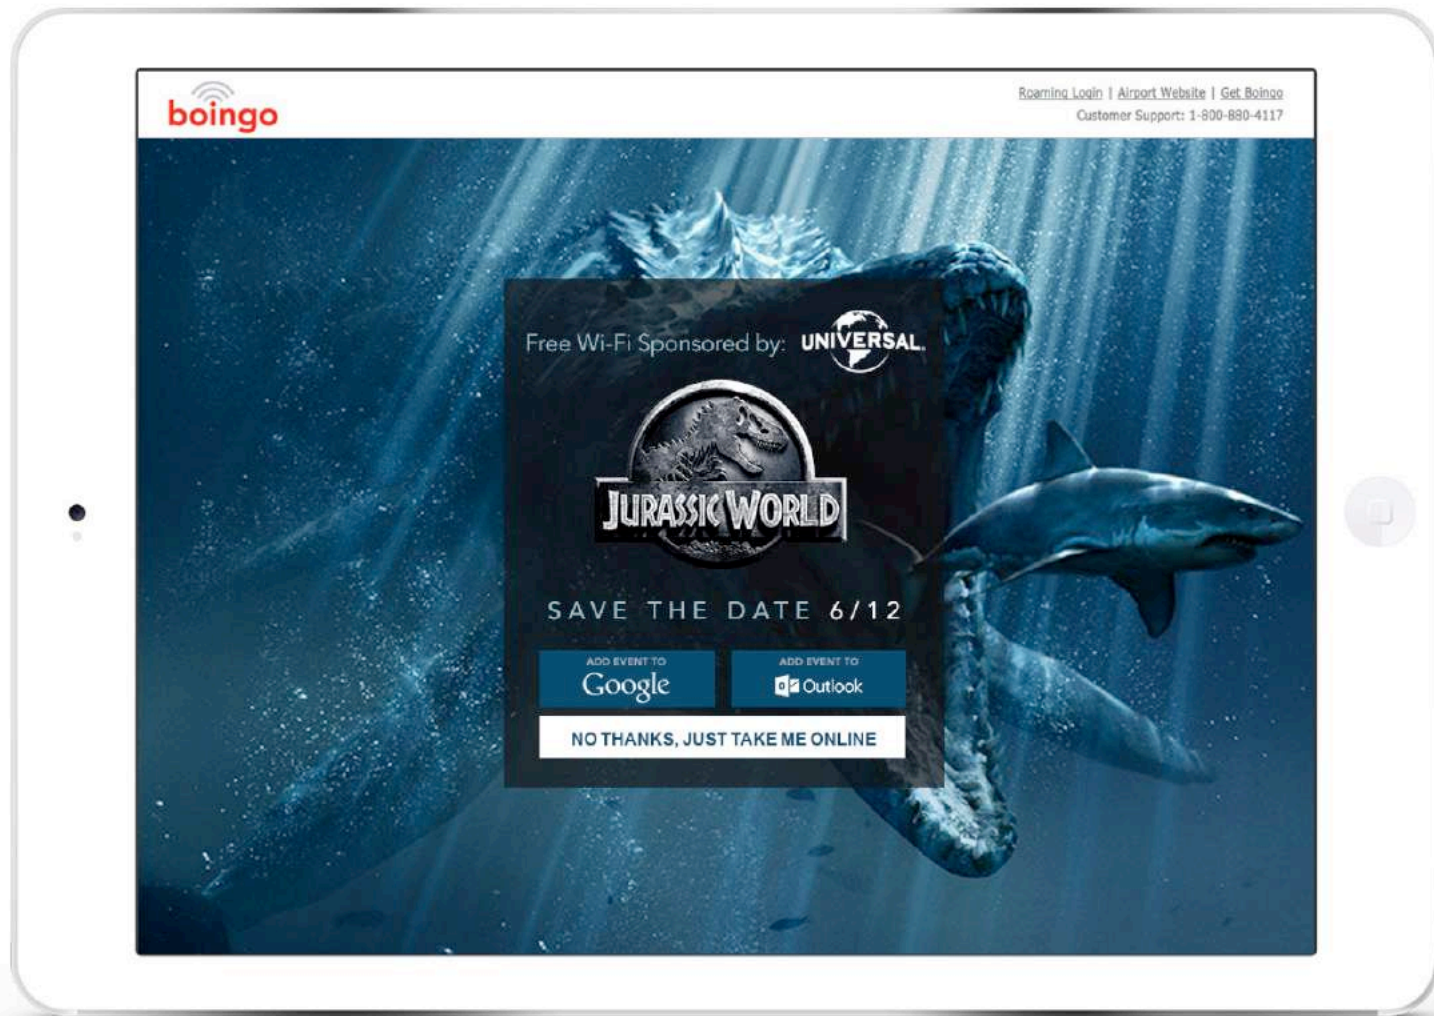 boingo
Roaming Login | Airport Website | Get Boingo
Customer Support: 1-800-880-4117
Free Wi-Fi Sponsored by: UNIVERSAL.
JURASSIC WORLD
SAVE THE DATE 6/12
ADD EVENT TO
Google
ADD EVENT TO
Outlook
NO THANKS, JUST TAKE ME ONLINE